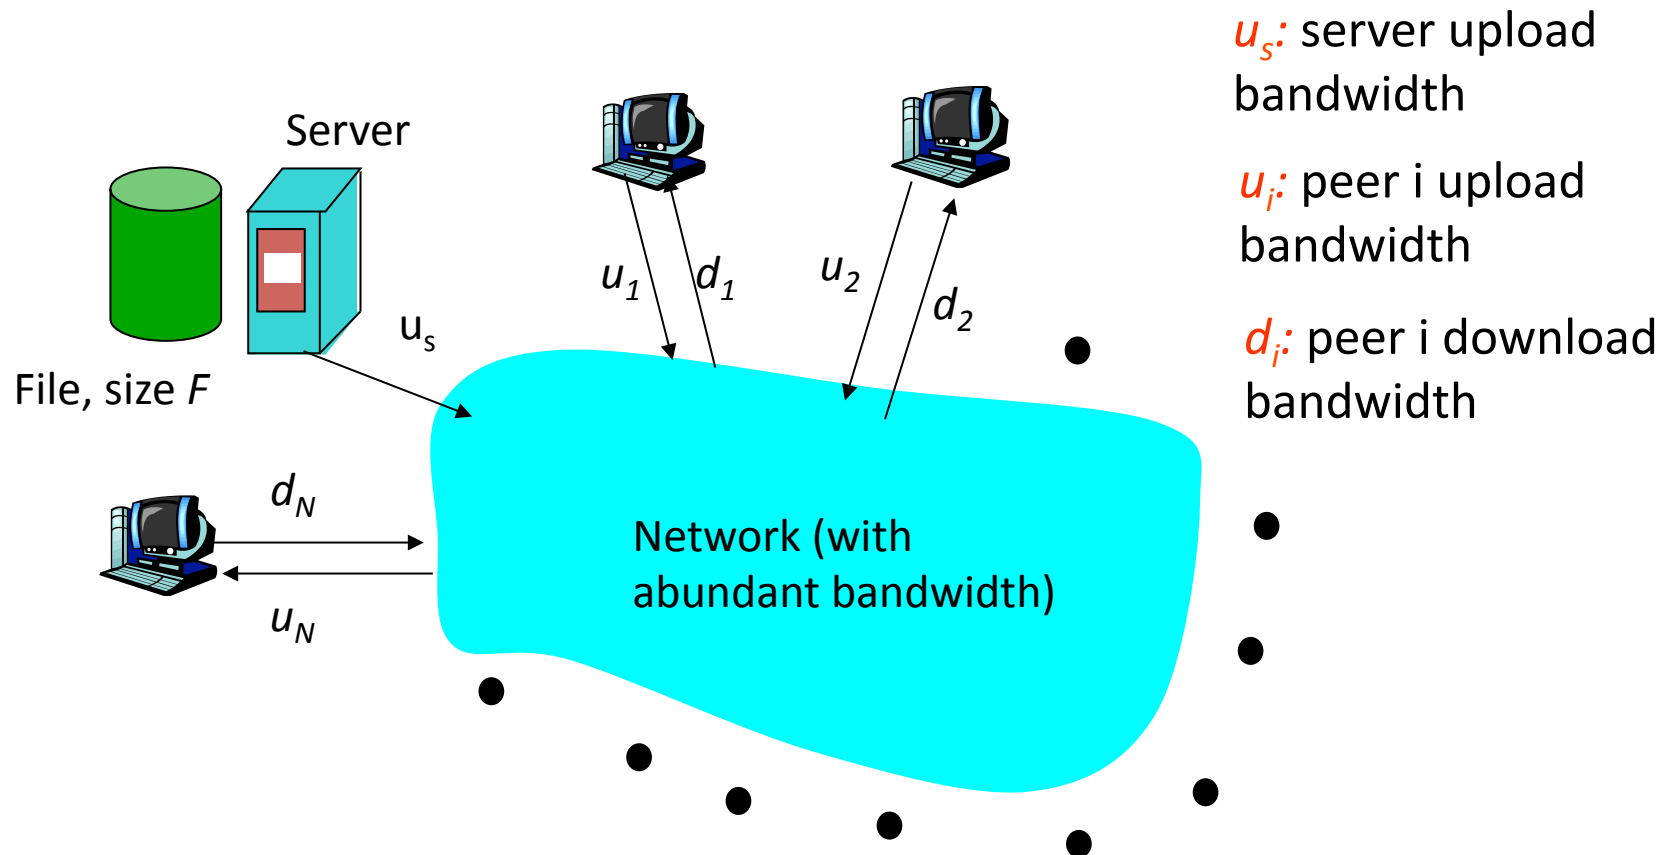 u_s: server upload
bandwidth
Server
u_i: peer i upload
bandwidth
u_1
d_1
u_2
d_2
u_s
d_i: peer i download
bandwidth
File, size F
d_N
Network (with
abundant bandwidth)
u_N